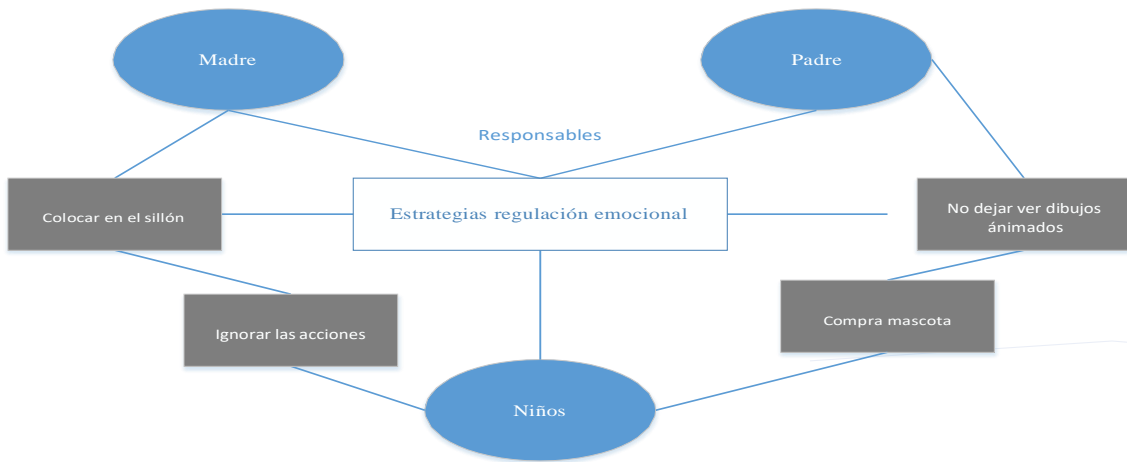 Madre
Padre
Responsables
Colocar en el sillón
Estrategias regulación emocional
No dejar ver dibujos
ánimados
Ignorar las acciones
Compra mascota
Niños